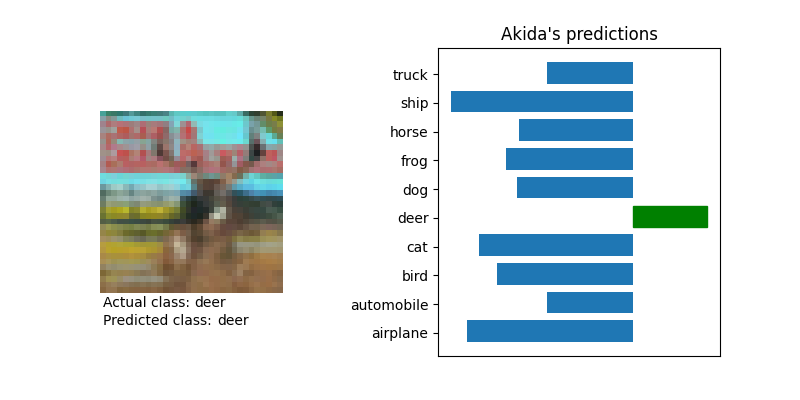 Akida's predictions
truck
ship
horse
frog
dog
deer
cat
bird
automobile
airplane
Actual class: deer
Predicted class: deer